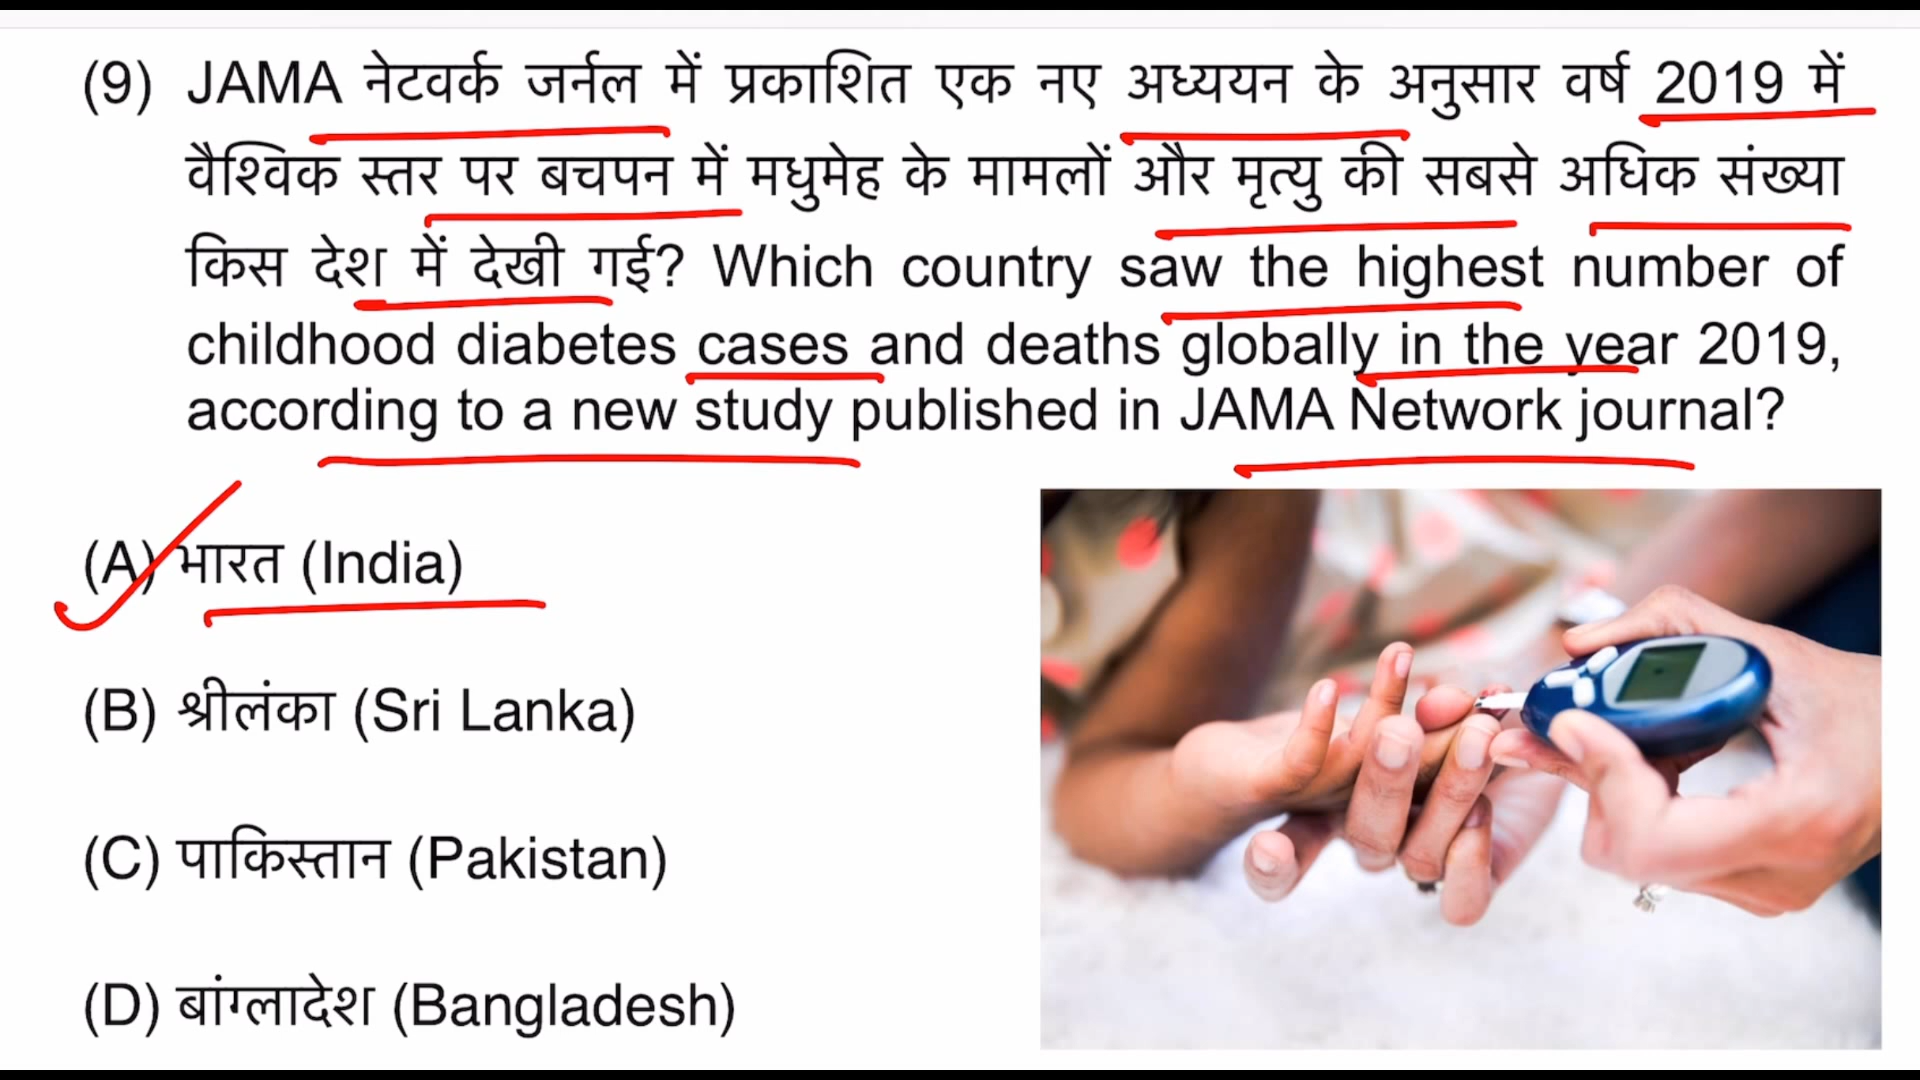 (9) JAMA नेटवर्क जर्नल में प्रकाशित एक नए अध्ययन के अनुसार वर्ष 2019 में
वैश्विक स्तर पर बचपन में मधुमेह के मामलों और मृत्यु की सबसे अधिक संख्या
किस देश में देखी गई? Which country saw the highest number of
childhood diabetes cases and deaths globally in the year 2019,
according to a new study published in JAMA Network journal?
(A) भारत (India)
(B) श्रीलंका (Sri Lanka)
(C) पाकिस्तान (Pakistan)
(D) बांग्लादेश (Bangladesh)